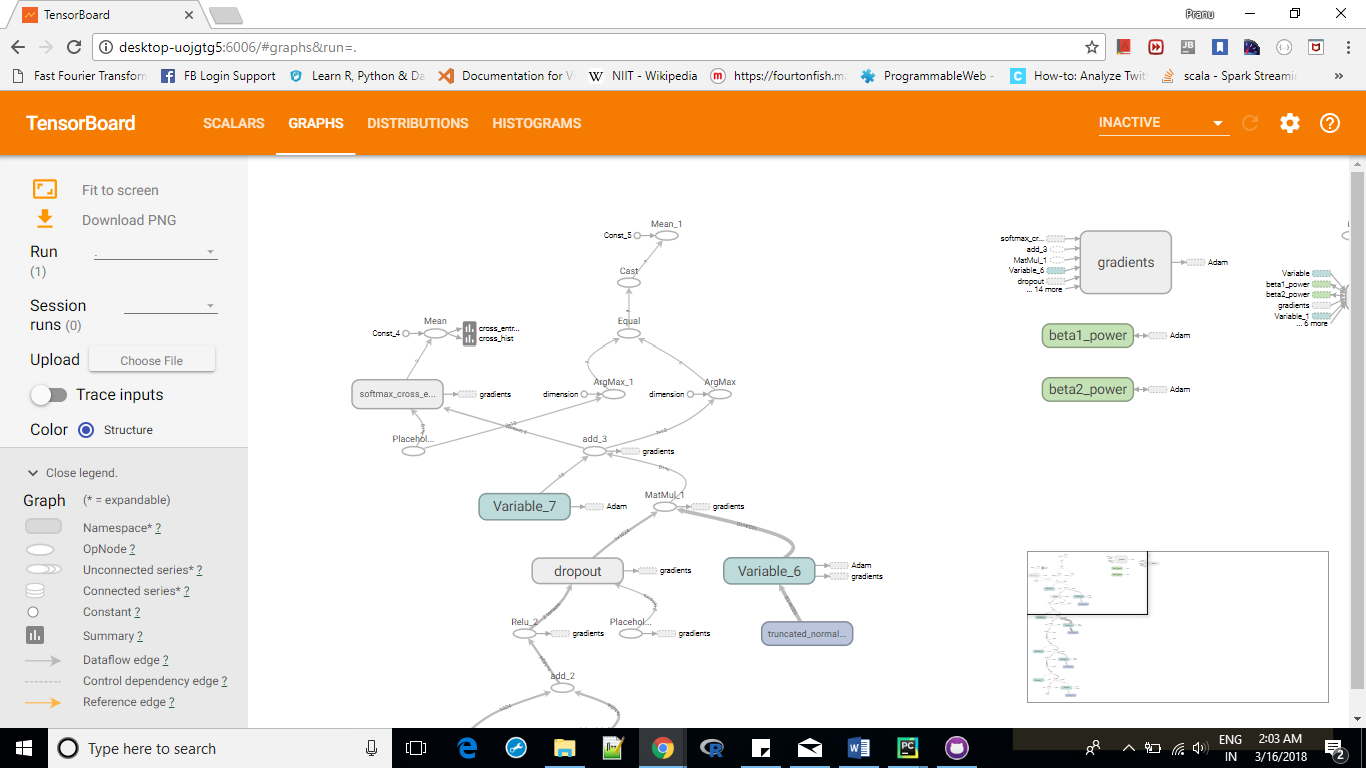 TensorBoard
Pranu
desktop-uojgtg5:6006/#graphs&run=.
Fast Fourier Transform
FB Login Support
Learn R, Python & Da
Documentation for V
W NIIT - Wikipedia
https://fourtonfish.ma
ProgrammableWeb -
C How-to: Analyze Twit
scala - Spark Streamin
»
TensorBoard
SCALARS
GRAPHS
DISTRIBUTIONS
HISTOGRAMS
INACTIVE
Fit to screen
Download PNG
Run
(1)
.
Session
runs (0)
Upload
Choose File
Trace inputs
Color
Structure
Close legend.
Graph
(* = expandable)
Namespace* ?
OpNode ?
Unconnected series* ?
Connected series* ?
Constant ?
Summary ?
Dataflow edge ?
Control dependency edge ?
Reference edge ?
Mean_1
Const_5
Cast
Equal
Mean
Const_4
cross_entr...
cross_hist
ArgMax_1
ArgMax
dimension
dimension
softmax_cross_e...
gradients
Placehol...
add_3
gradients
Variable_7
Adam
MatMul_1
gradients
dropout
gradients
Variable_6
Adam
gradients
Relu_2
gradients
Placehol...
gradients
truncated_normal...
add_2
softmax_cr...
add_3
MatMul_1
Variable_6
dropout
... 14 more
gradients
Adam
beta1_power
Adam
beta2_power
Adam
Variable
beta1_power
beta2_power
gradients
Variable_1
... 6 more
Type here to search
ENG
IN
2:03 AM
3/16/2018
2